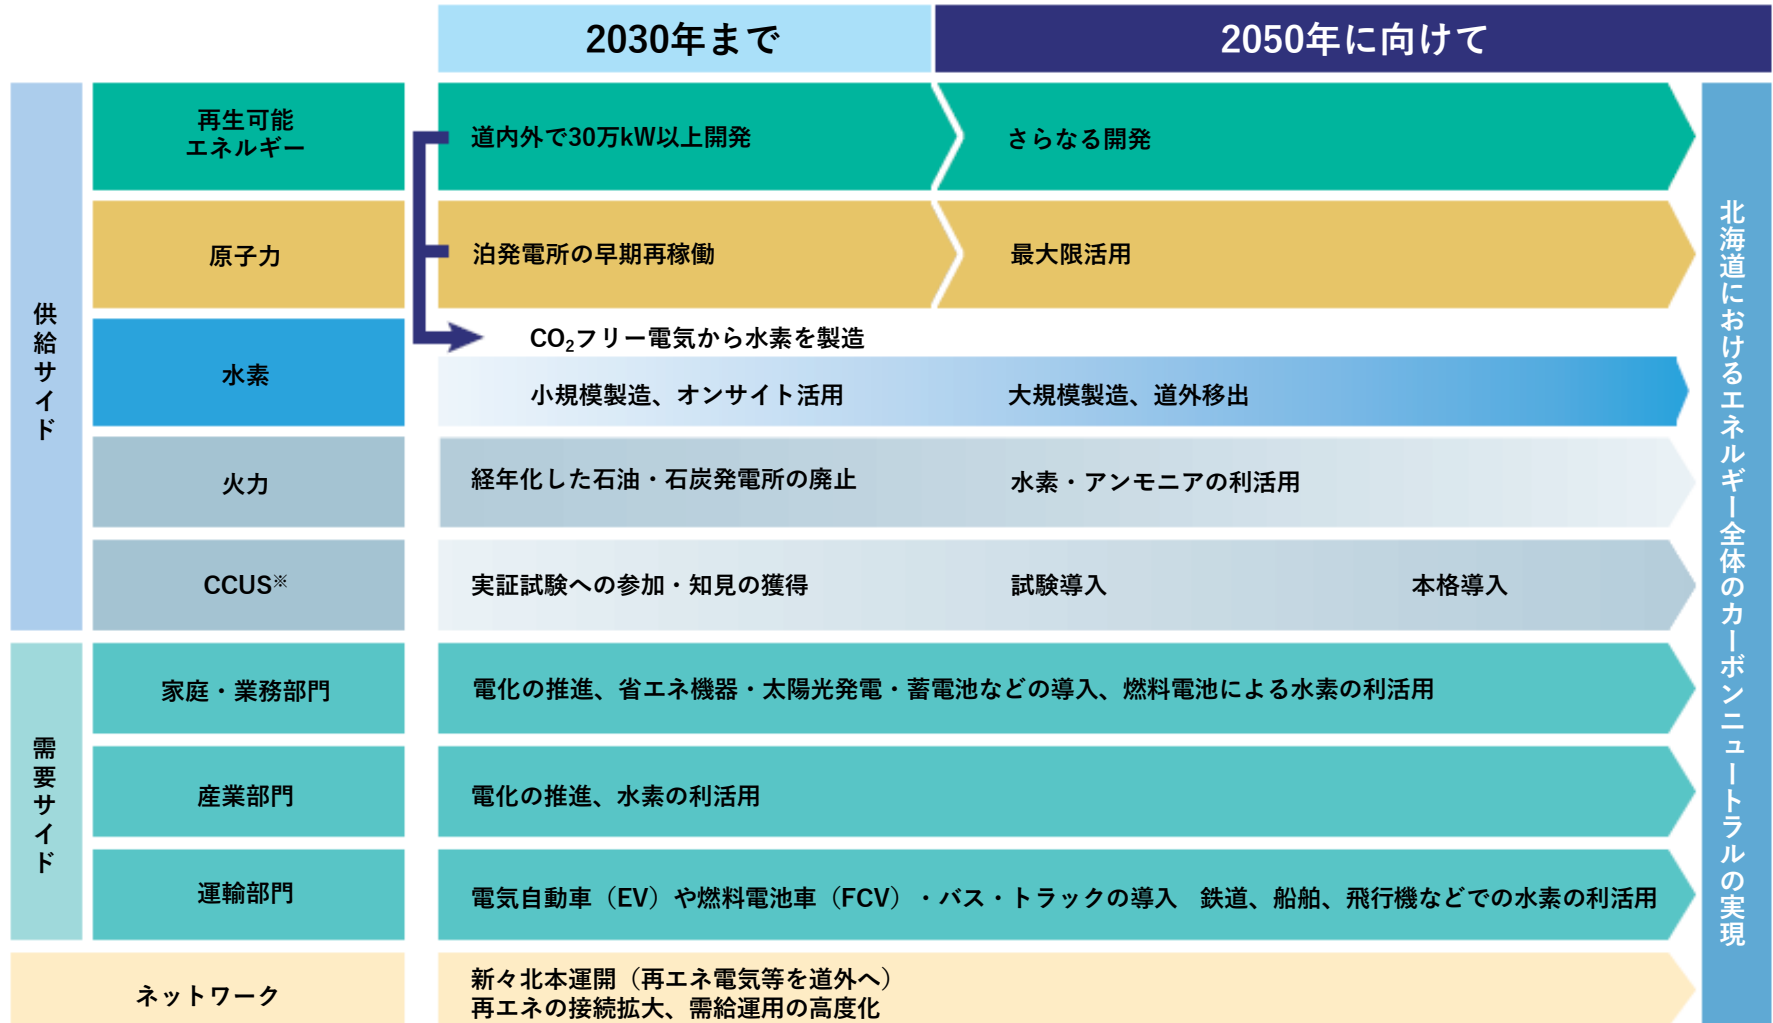 2030年まで
2050年に向けて
供給サイド
再生可能
エネルギー
道内外で30万kW以上開発
さらなる開発
原子力
泊発電所の早期再稼働
最大限活用
水素
CO₂フリー電気から水素を製造
小規模製造、オンサイト活用
大規模製造、道外移出
火力
経年化した石油・石炭発電所の廃止
水素・アンモニアの利活用
CCUS※
実証試験への参加・知見の獲得
試験導入
本格導入
需要サイド
家庭・業務部門
電化の推進、省エネ機器・太陽光発電・蓄電池などの導入、燃料電池による水素の利活用
産業部門
電化の推進、水素の利活用
運輸部門
電気自動車（EV）や燃料電池車（FCV）・バス・トラックの導入　鉄道、船舶、飛行機などでの水素の利活用
ネットワーク
新々北本運開（再エネ電気等を道外へ）
再エネの接続拡大、需給運用の高度化
北海道におけるエネルギー全体のカーボンニュートラルの実現